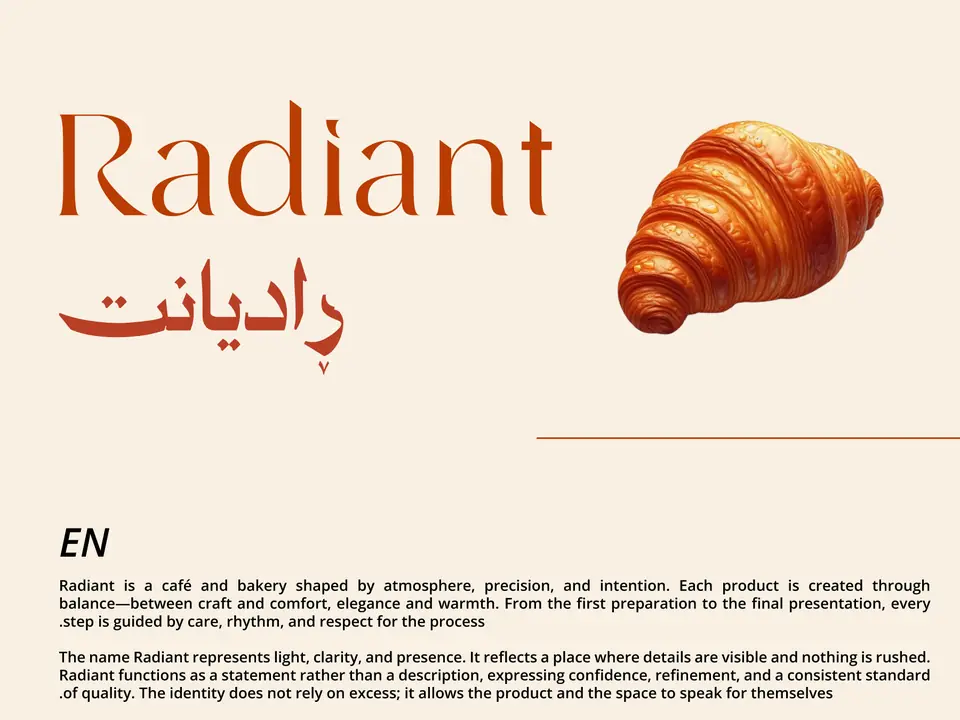 Radiant
ڕادیانت
EN
Radiant is a café and bakery shaped by atmosphere, precision, and intention. Each product is created through
balance—between craft and comfort, elegance and warmth. From the first preparation to the final presentation, every
.step is guided by care, rhythm, and respect for the process
The name Radiant represents light, clarity, and presence. It reflects a place where details are visible and nothing is rushed.
Radiant functions as a statement rather than a description, expressing confidence, refinement, and a consistent standard
.of quality. The identity does not rely on excess; it allows the product and the space to speak for themselves